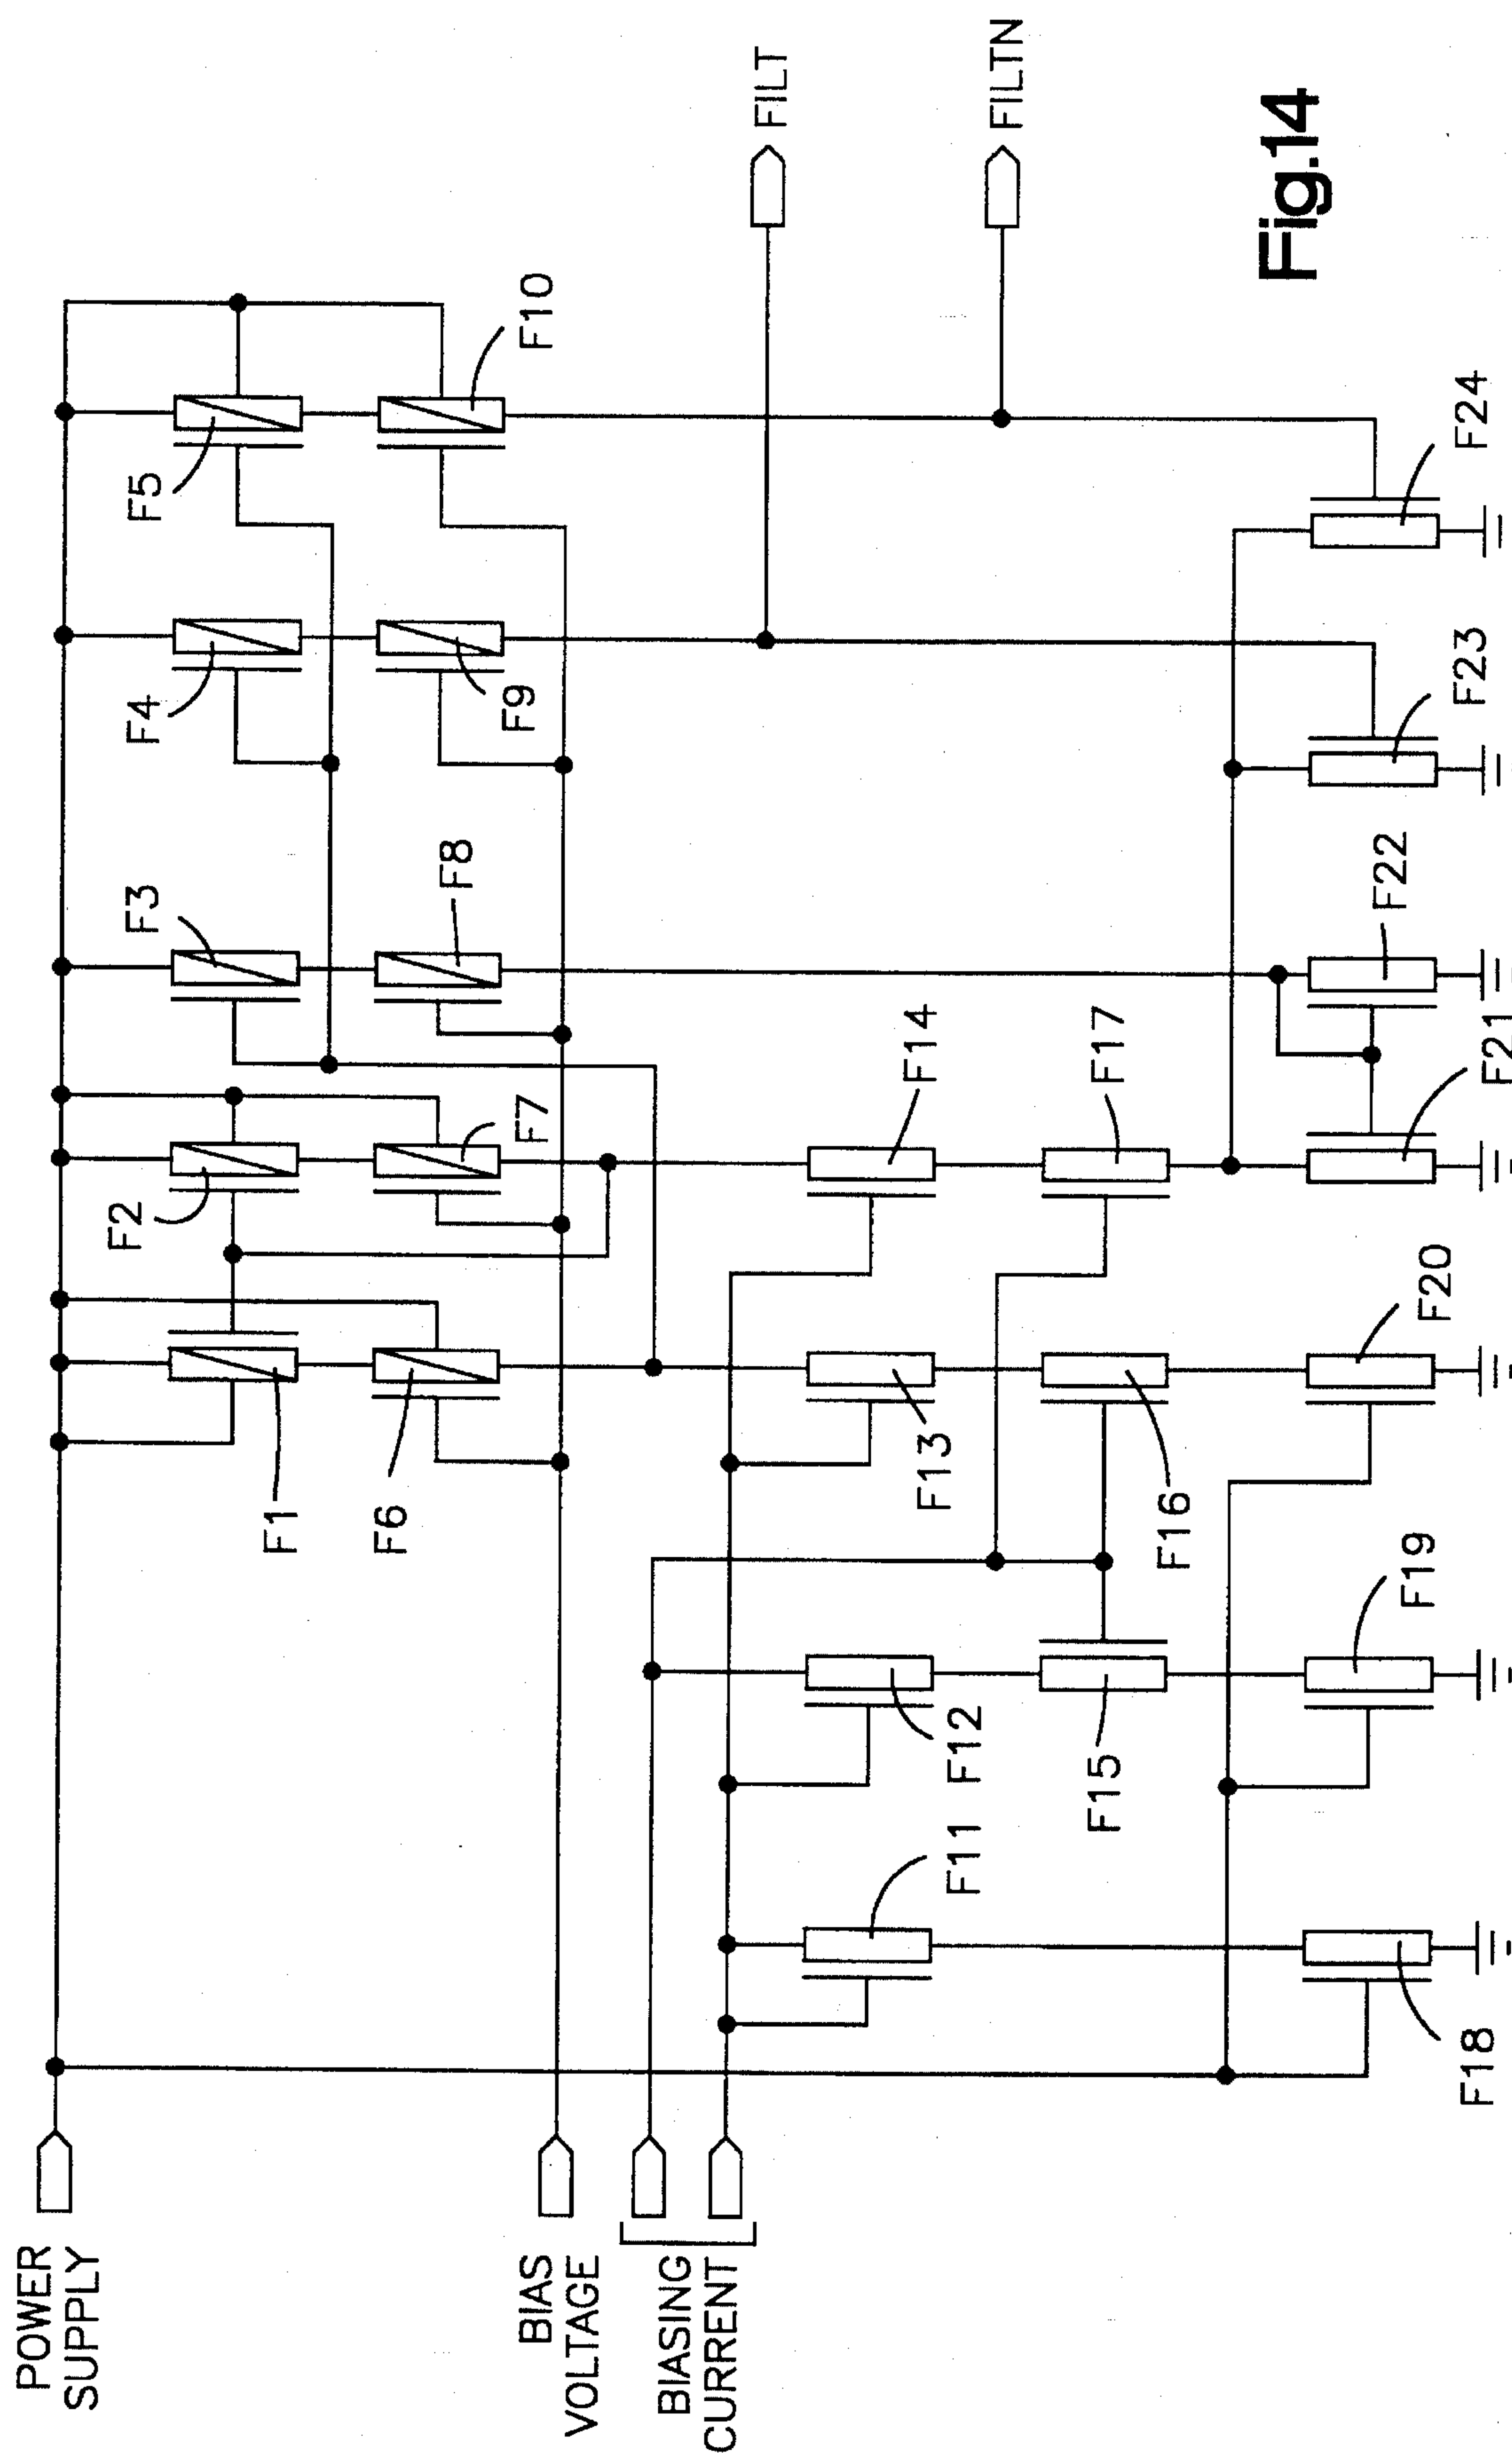 POWER
SUPPLY
BIAS
VOLTAGE
BIASING
CURRENT
F1
F2
F3
F4
F5
F6
F7
F8
F9
F10
F11
F12
F13
F14
F15
F16
F17
F18
F19
F20
F21
F22
F23
F24
FILT
FILTN
Fig.14